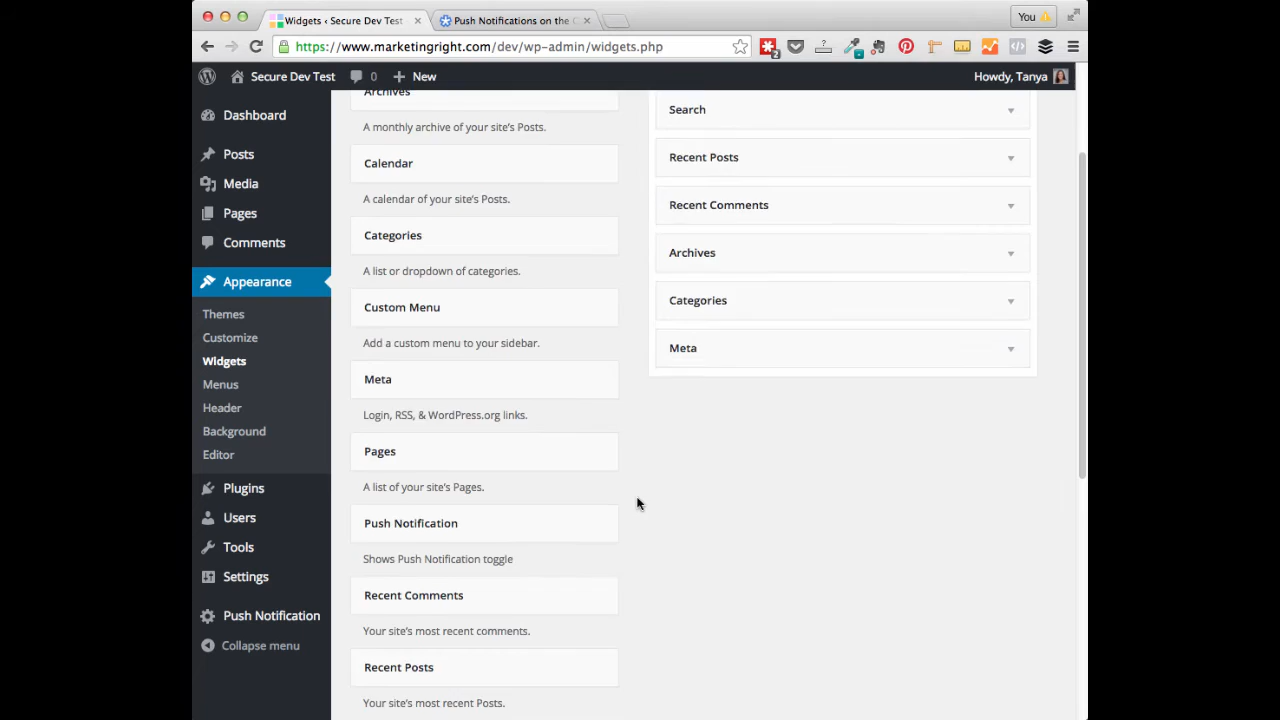 Widgets ‹ Secure Dev Test
Push Notifications on the C
You
https://www.marketingright.com/dev/wp-admin/widgets.php
2
Secure Dev Test
0
New
Howdy, Tanya
Dashboard
Posts
Media
Pages
Comments
Appearance
Themes
Customize
Widgets
Menus
Header
Background
Editor
Plugins
Users
Tools
Settings
Push Notification
Collapse menu
Archives
A monthly archive of your site's Posts.
Calendar
A calendar of your site's Posts.
Categories
A list or dropdown of categories.
Custom Menu
Add a custom menu to your sidebar.
Meta
Login, RSS, & WordPress.org links.
Pages
A list of your site's Pages.
Push Notification
Shows Push Notification toggle
Recent Comments
Your site's most recent comments.
Recent Posts
Your site's most recent Posts.
Search
Recent Posts
Recent Comments
Archives
Categories
Meta